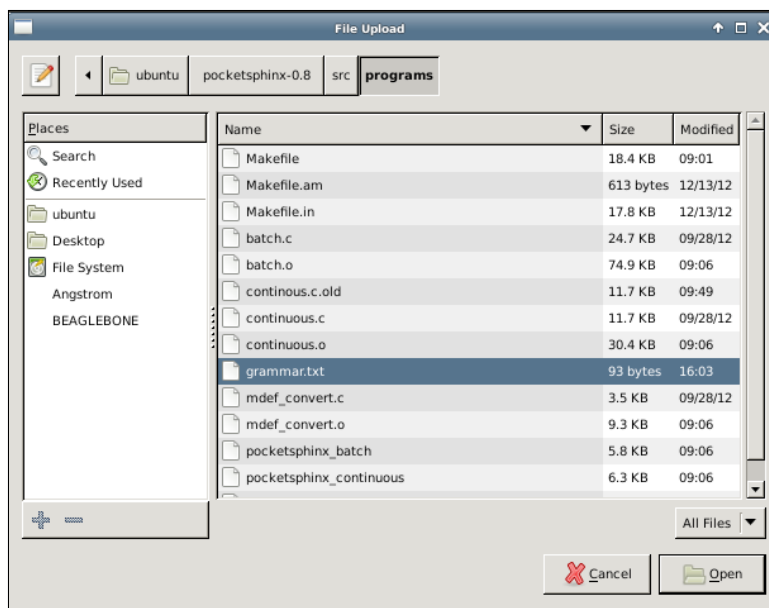 File Upload
ubuntu pocketsphinx-0.8 src programs
Places Name Size Modified
Search Makefile 18.4 KB 09:01
Recently Used Makefile.am 613 bytes 12/13/12
ubuntu Makefile.in 17.8 KB 12/13/12
Desktop batch.c 24.7 KB 09/28/12
File System batch.o 74.9 KB 09:06
Angstrom continous.c.old 11.7 KB 09:49
BEAGLEBONE continuous.c 11.7 KB 09/28/12
continuous.o 30.4 KB 09:06
grammar.txt 93 bytes 16:03
mdef_convert.c 3.5 KB 09/28/12
mdef_convert.o 9.3 KB 09:06
pocketsphinx_batch 5.8 KB 09:06
pocketsphinx_continuous 6.3 KB 09:06
All Files
Cancel Open